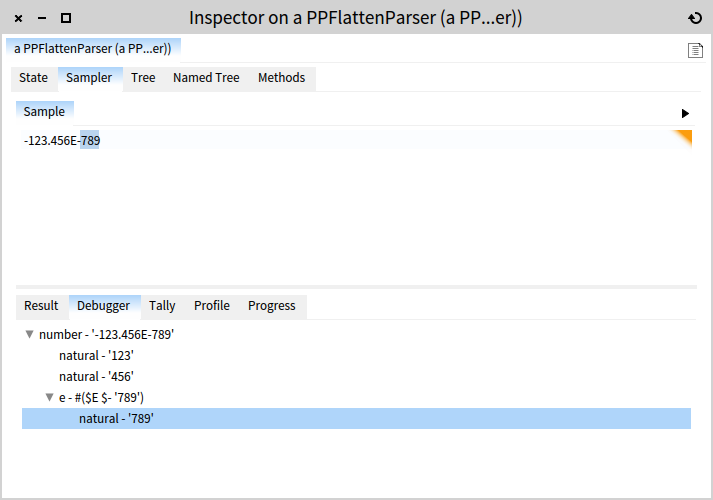 Inspector on a PPFlattenParser (a PP...er))
a PPFlattenParser (a PP...er))
State Sampler Tree Named Tree Methods
Sample
-123.456E-789
Result Debugger Tally Profile Progress
number - '-123.456E-789'
natural - '123'
natural - '456'
e - #($E $- '789')
natural - '789'